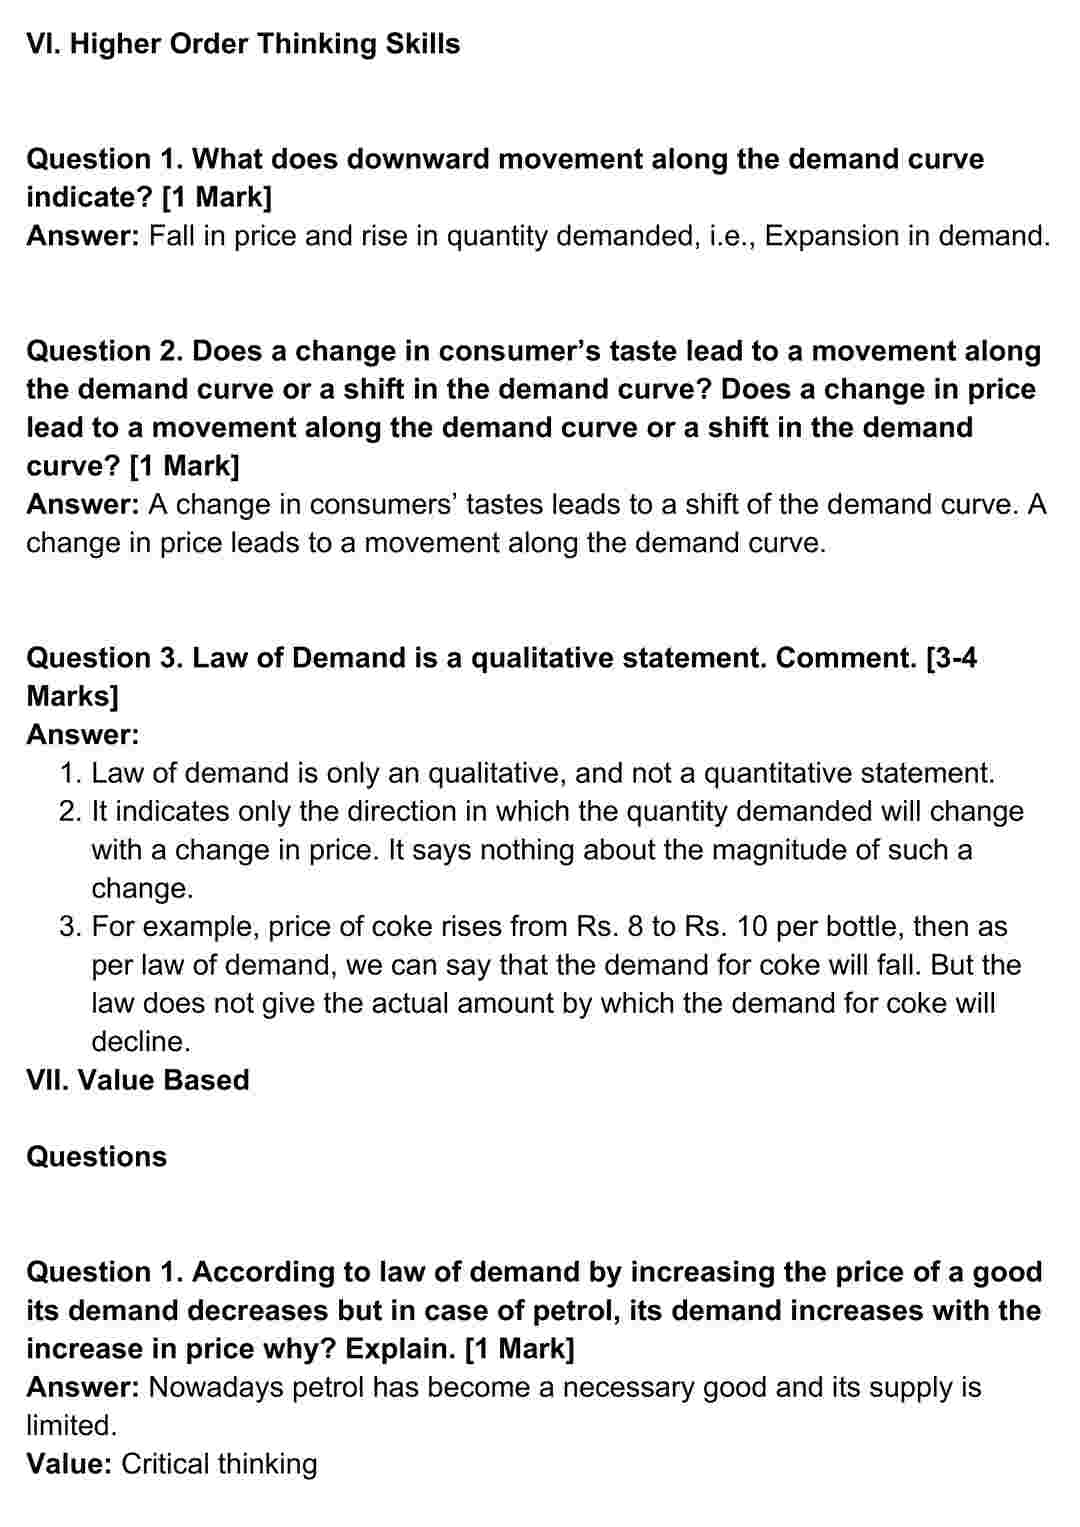 VI. Higher Order Thinking Skills
Question 1. What does downward movement along the demand curve
indicate? [1 Mark]
Answer: Fall in price and rise in quantity demanded, i.e., Expansion in demand.
Question 2. Does a change in consumer’s taste lead to a movement along
the demand curve or a shift in the demand curve? Does a change in price
lead to a movement along the demand curve or a shift in the demand
curve? [1 Mark]
Answer: A change in consumers’ tastes leads to a shift of the demand curve. A
change in price leads to a movement along the demand curve.
Question 3. Law of Demand is a qualitative statement. Comment. [3-4
Marks]
Answer:
1. Law of demand is only an qualitative, and not a quantitative statement.
2. It indicates only the direction in which the quantity demanded will change
with a change in price. It says nothing about the magnitude of such a
change.
3. For example, price of coke rises from Rs. 8 to Rs. 10 per bottle, then as
per law of demand, we can say that the demand for coke will fall. But the
law does not give the actual amount by which the demand for coke will
decline.
VII. Value Based
Questions
Question 1. According to law of demand by increasing the price of a good
its demand decreases but in case of petrol, its demand increases with the
increase in price why? Explain. [1 Mark]
Answer: Nowadays petrol has become a necessary good and its supply is
limited.
Value: Critical thinking